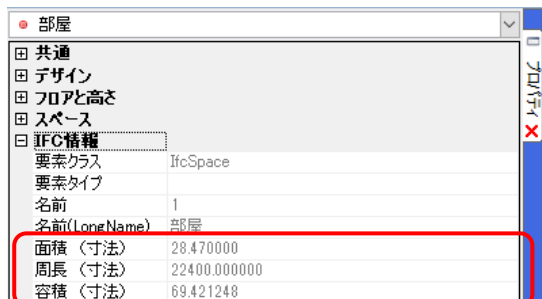 部屋
共通
デザイン
フロアと高さ
スペース
IFC情報
要素クラス IfcSpace
要素タイプ
名前 1
名前(LongName) 部屋
面積 (寸法) 28.470000
周長 (寸法) 22400.000000
容積 (寸法) 69.421248
プロパティ